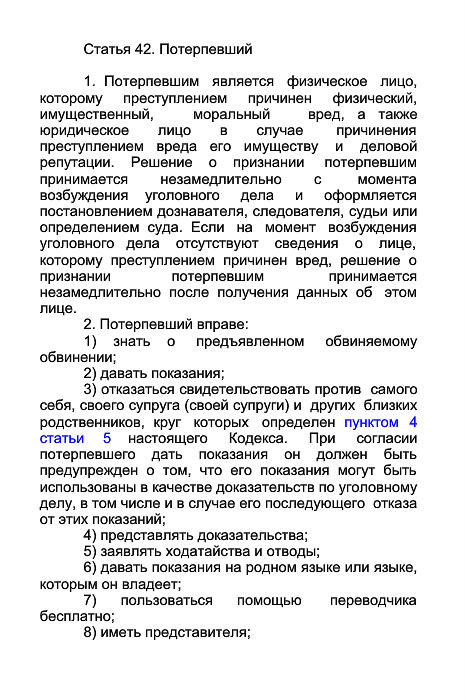 Статья 42. Потерпевший
1. Потерпевшим является физическое лицо,
которому преступлением причинен физический,
имущественный, моральный вред, а также
юридическое лицо в случае причинения
преступлением вреда его имуществу и деловой
репутации. Решение о признании потерпевшим
принимается незамедлительно с момента
возбуждения уголовного дела и оформляется
постановлением дознавателя, следователя, судьи или
определением суда. Если на момент возбуждения
уголовного дела отсутствуют сведения о лице,
которому преступлением причинен вред, решение о
признании потерпевшим принимается
незамедлительно после получения данных об этом
лице.
2. Потерпевший вправе:
1) знать о предъявленном обвиняемому
обвинении;
2) давать показания;
3) отказаться свидетельствовать против самого
себя, своего супруга (своей супруги) и других близких
родственников, круг которых определен пунктом 4
статьи 5 настоящего Кодекса. При согласии
потерпевшего дать показания он должен быть
предупрежден о том, что его показания могут быть
использованы в качестве доказательств по уголовному
делу, в том числе и в случае его последующего отказа
от этих показаний;
4) представлять доказательства;
5) заявлять ходатайства и отводы;
6) давать показания на родном языке или языке,
которым он владеет;
7) пользоваться помощью переводчика
бесплатно;
8) иметь представителя;